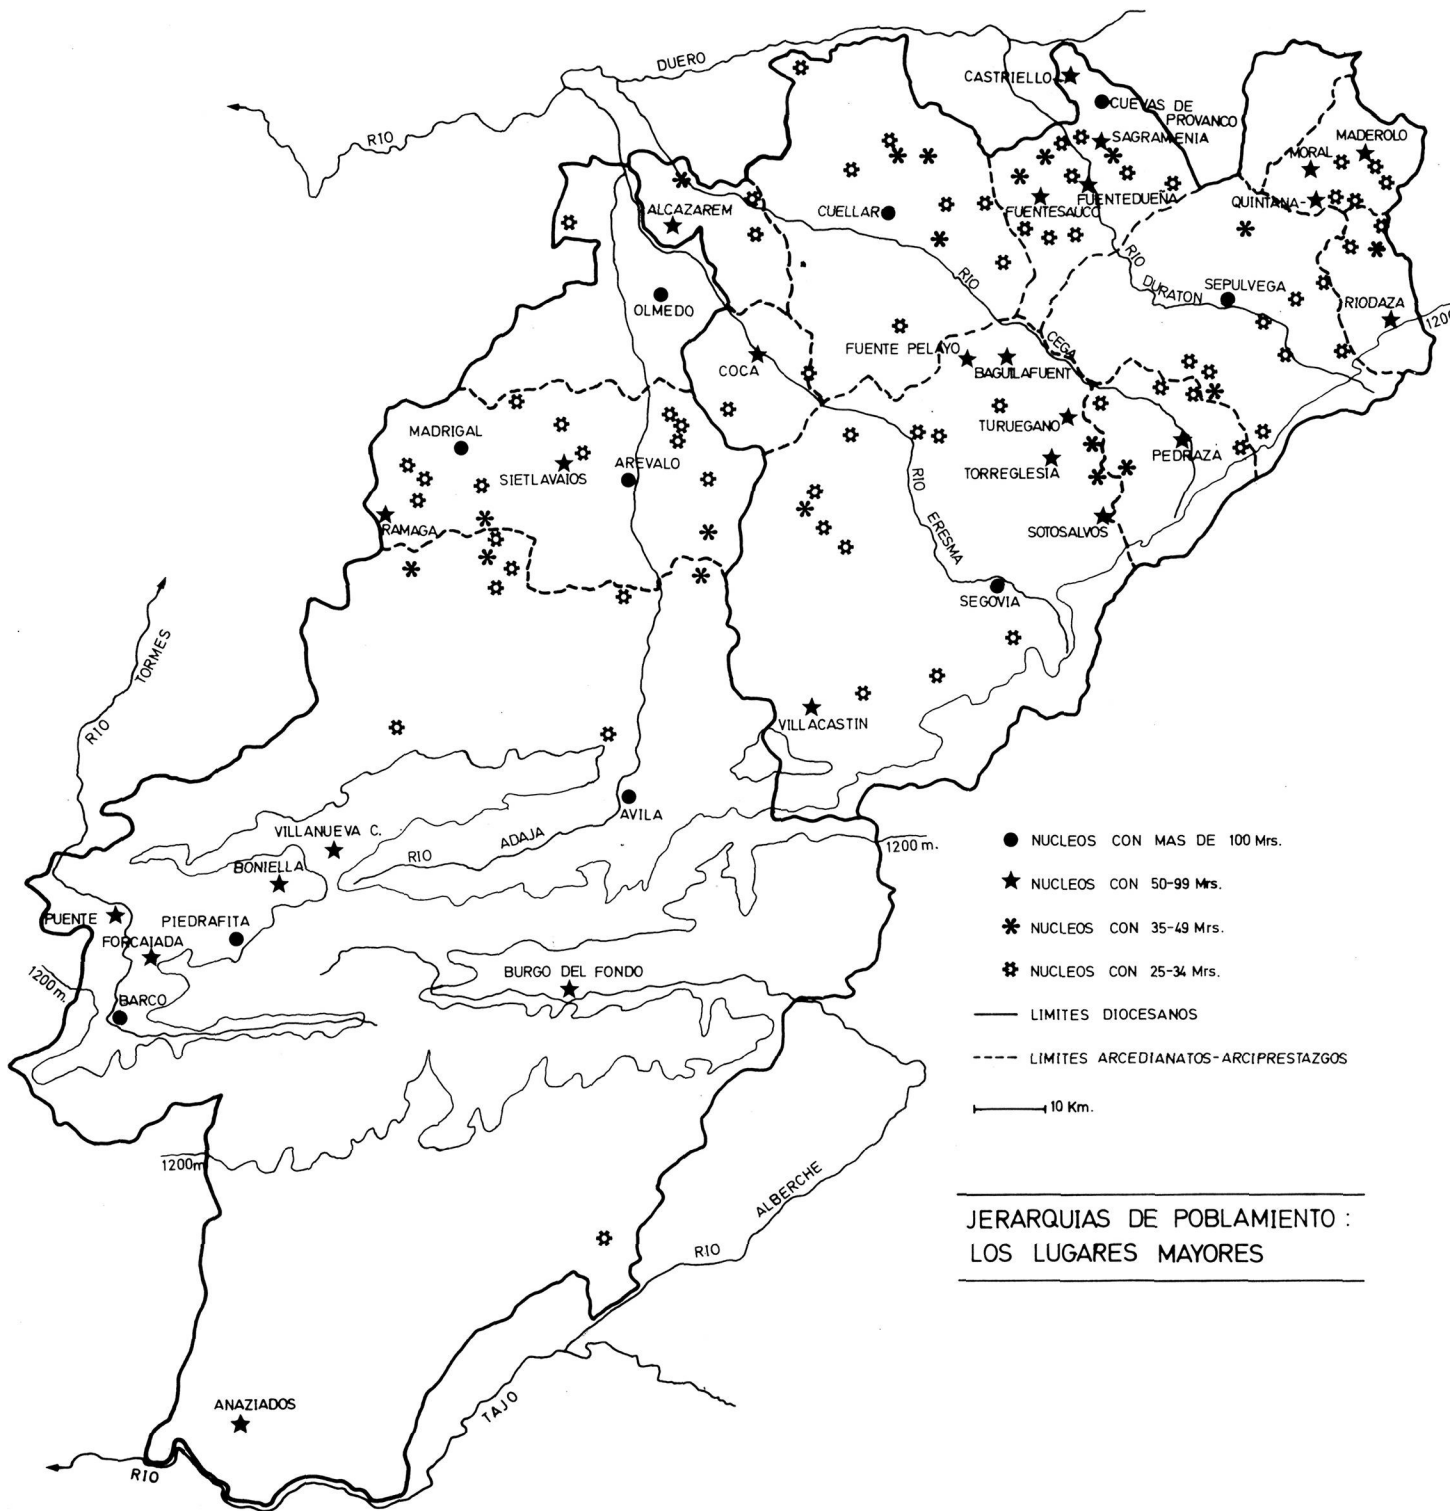 DUERO
RIO
CASTRIELLO
CUEVAS DE
PROVANCO
SAGRAMENIA
MADEROLO
MORAL
ALCAZAREM
CUELLAR
FUENTESAUCO
FUENTEDUEÑA
QUINTANA
RIO
DURATON
SEPULVEGA
RIODAZA
1200
OLMEDO
RIO
CEGA
FUENTE PELAYO
BAGUILAFUENT
COCA
MADRIGAL
SIETLAVAIOS
AREVALO
TURUEGANO
PEDRAZA
TORREGLESIA
RIO
ERESMA
RAMAGA
SOTOSALVOS
SEGOVIA
RIO
TORMES
VILLACASTIN
AVILA
VILLANUEVA C.
RIO
ADAJA
BONIELLA
1200 m.
PUENTE
PIEDRAFITA
FORCAIADA
1200 m.
BARCO
BURGO DEL FONDO
NUCLEOS CON MAS DE 100 Mrs.
NUCLEOS CON 50-99 Mrs.
NUCLEOS CON 35-49 Mrs.
NUCLEOS CON 25-34 Mrs.
LIMITES DIOCESANOS
LIMITES ARCEDIANATOS-ARCIPRESTAZGOS
10 Km.
1200m
ALBERCHE
RIO
JERARQUIAS DE POBLAMIENTO :
LOS LUGARES MAYORES
ANAZIADOS
TAJO
RIO